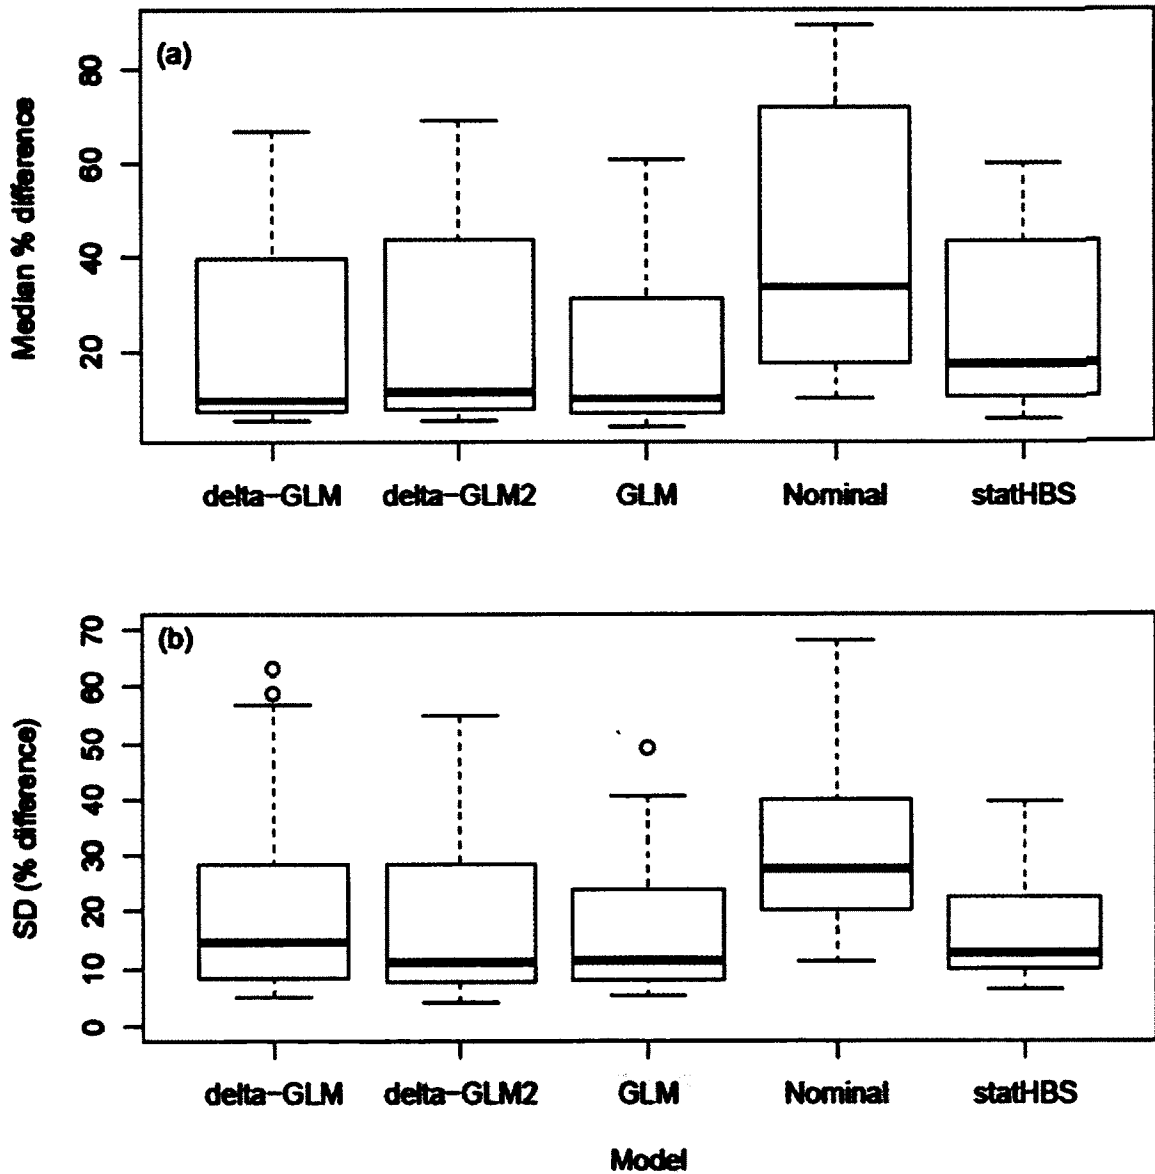 (a)
Median % difference
80
60
40
20
delta-GLM
delta-GLM2
GLM
Nominal
statHBS
(b)
SD (% difference)
70
60
50
40
30
20
10
0
delta-GLM
delta-GLM2
GLM
Nominal
statHBS
Model